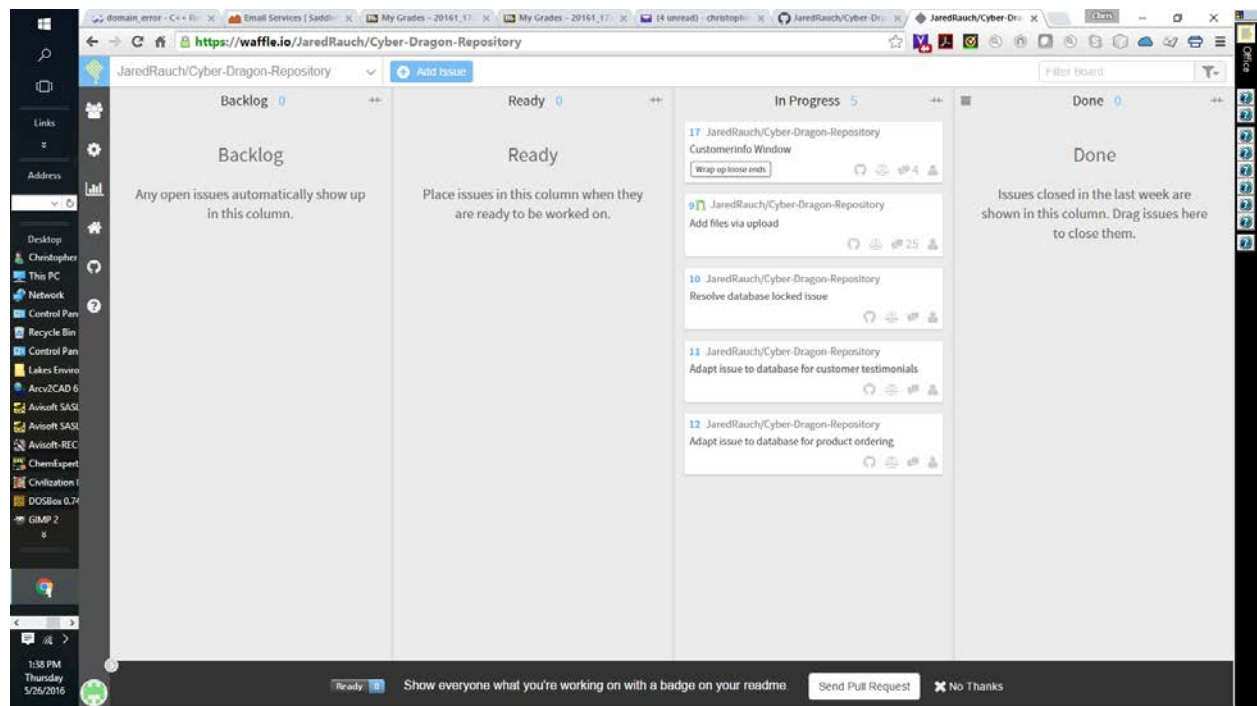 domain_error - C++ R
Email Services | Saddl
My Grades - 20161_17
My Grades - 20161_17
(4 unread) - christoph
JaredRauch/Cyber-Dr
JaredRauch/Cyber-Dra
Chris
https://waffle.io/JaredRauch/Cyber-Dragon-Repository
Office
JaredRauch/Cyber-Dragon-Repository
Add Issue
Filter Board
Links
Address
Desktop
Christopher
This PC
Network
Control Pan
Recycle Bin
Control Pan
Lakes Enviro
Arcv2CAD 6
Avisoft SASL
Avisoft SASL
Avisoft-REC
ChemExpert
Civilization I
DOSBox 0.74
GIMP 2
1:38 PM
Thursday
5/26/2016
Backlog 0
Backlog
Any open issues automatically show up
in this column.
Ready 0
Ready
Place issues in this column when they
are ready to be worked on.
In Progress 5
17 JaredRauch/Cyber-Dragon-Repository
Customerinfo Window
Wrap up loose ends
4
9 JaredRauch/Cyber-Dragon-Repository
Add files via upload
25
10 JaredRauch/Cyber-Dragon-Repository
Resolve database locked issue
11 JaredRauch/Cyber-Dragon-Repository
Adapt issue to database for customer testimonials
12 JaredRauch/Cyber-Dragon-Repository
Adapt issue to database for product ordering
Done 0
Done
Issues closed in the last week are
shown in this column. Drag issues here
to close them.
Ready 0
Show everyone what you're working on with a badge on your readme.
Send Pull Request
No Thanks